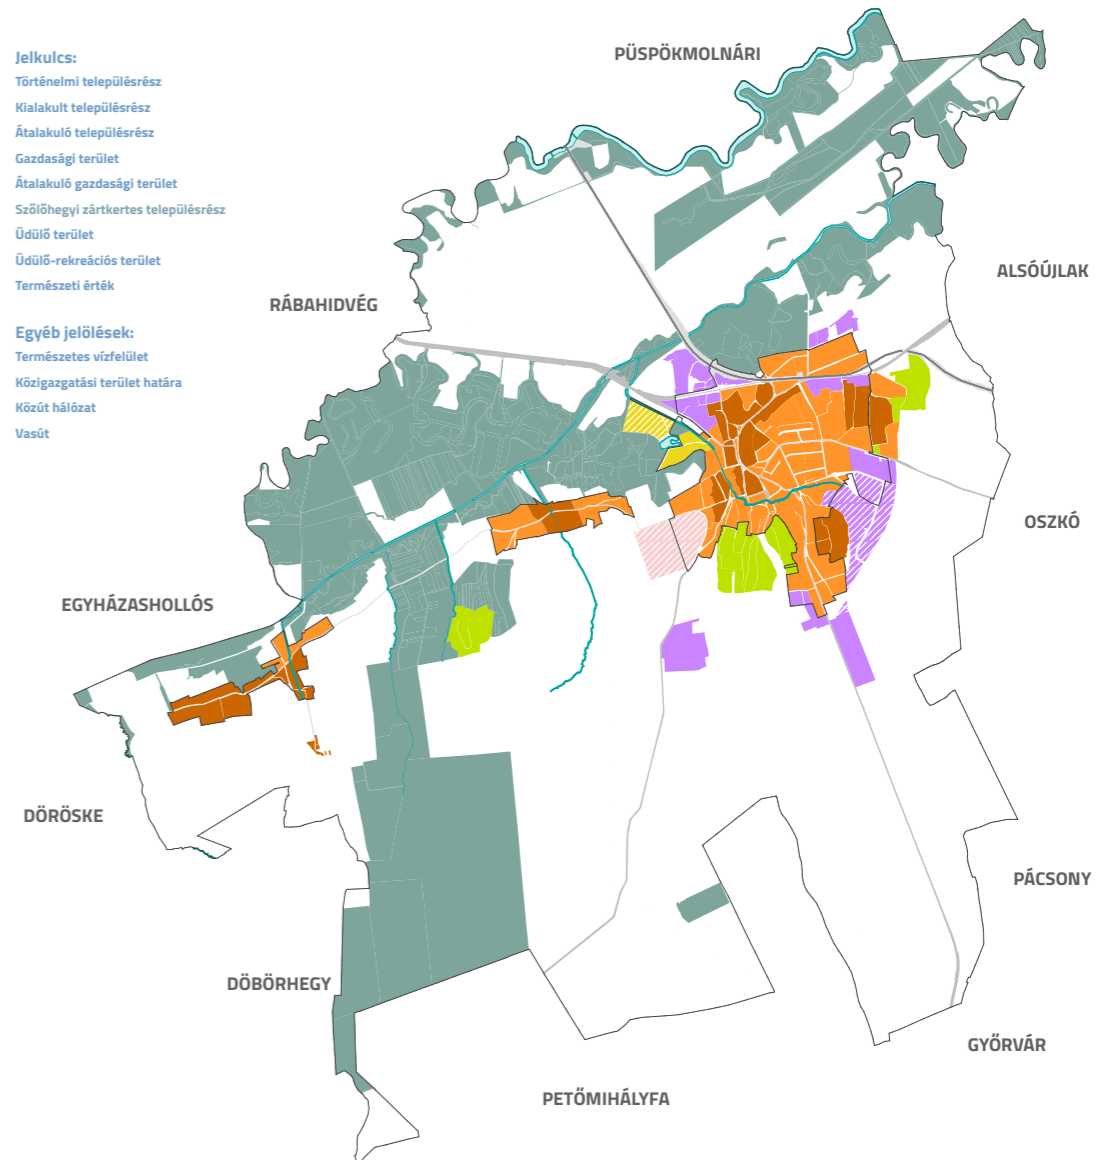 Jelkulcs:
Történelmi településrész
Kialakult településrész
Átalakuló településrész
Gazdasági terület
Átalakuló gazdasági terület
Szőlőhegyi zártkertes településrész
Üdülő terület
Üdülő-rekreációs terület
Természeti érték
Egyéb jelölések:
Természetes vízfelület
Közigazgatási terület határa
Közút hálózat
Vasút
PÜSPÖKMOLNÁRI
ALSÓÚJLAK
RÁBAHIDVÉG
OSZKÓ
EGYHÁZASHOLLÓS
DÖRÖSKE
PÁCSONY
DÖBÖRHEGY
GYŐRVÁR
PETŐMIHÁLYFA